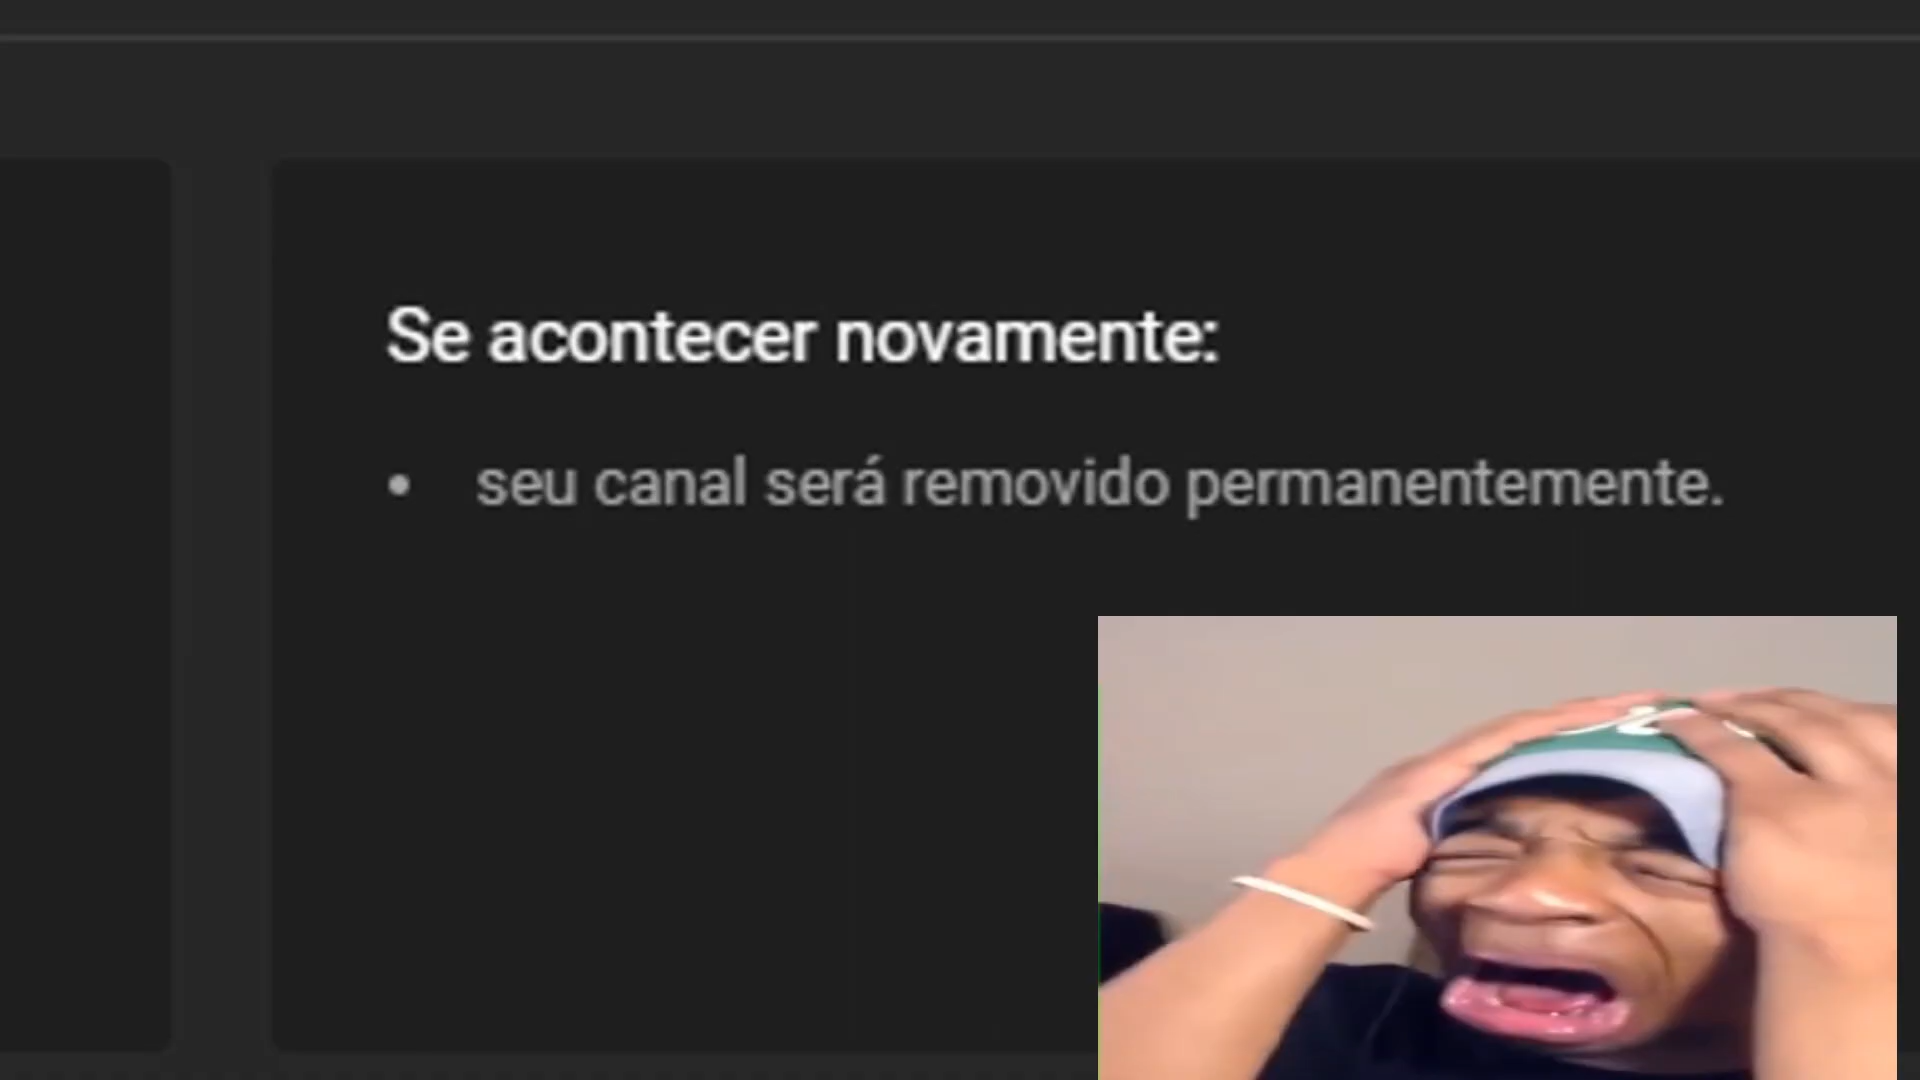 Se acontecer novamente:
• seu canal será removido permanentemente.